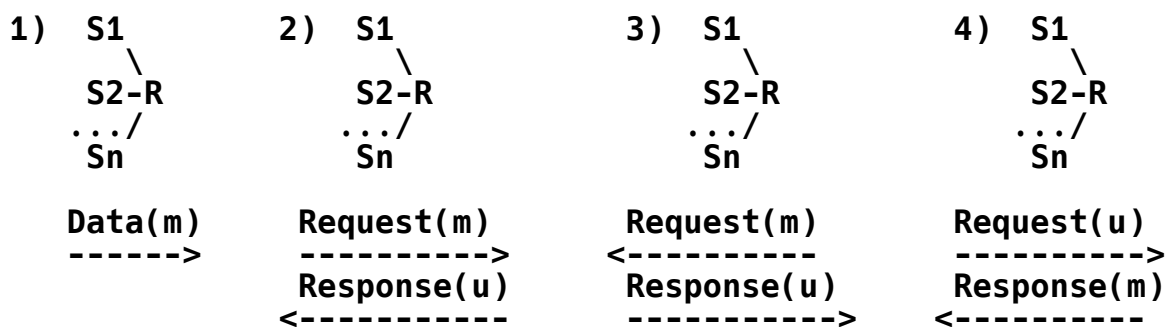 1)  S1          2)  S1                3)  S1              4)  S1
      \               \                     \                   \
    S2-R            S2-R                  S2-R                S2-R
   .../            .../                  .../                .../
    Sn              Sn                    Sn                  Sn
   Data(m)       Request(m)         Request(m)         Request(u)
   ------>       ---------->       <----------         ---------->
                 Response(u)        Response(u)        Response(m)
                <-----------        ----------->      <-----------